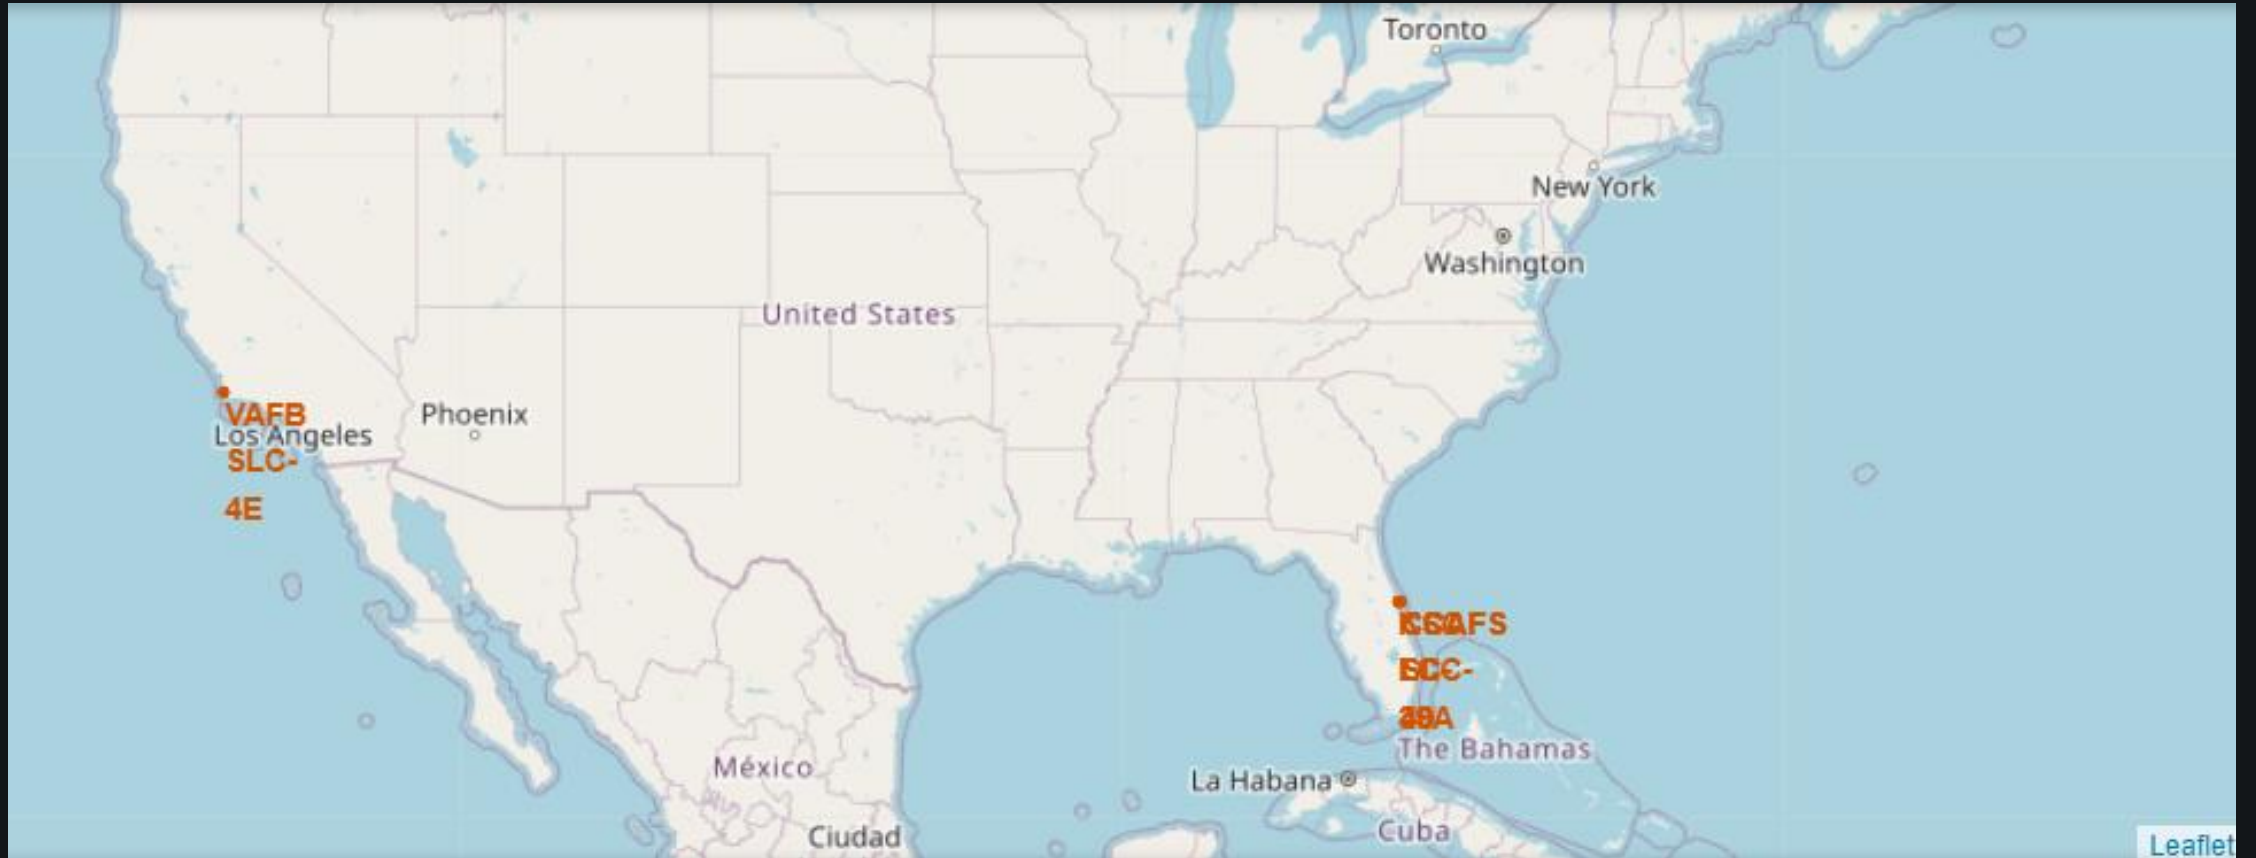 Toronto
New York
Washington
United States
VAFB
Los Angeles
SLC-
4E
Phoenix
The Bahamas
La Habana
México
Ciudad
Cuba
Leaflet